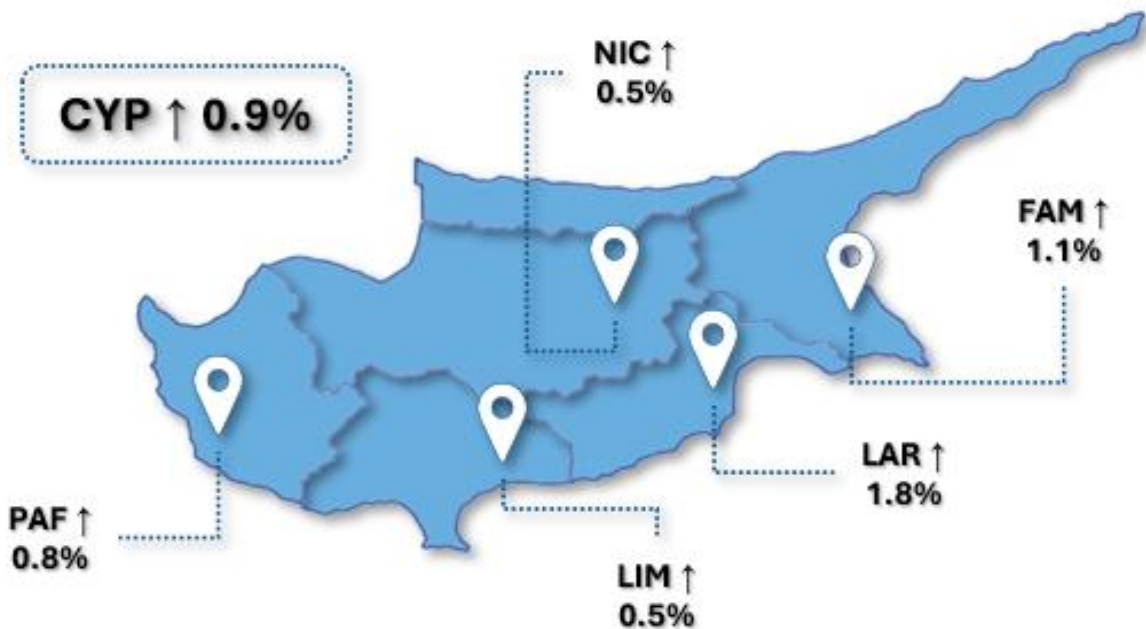 CYP ↑ 0.9%
NIC ↑
0.5%
FAM ↑
1.1%
LAR ↑
1.8%
PAF ↑
0.8%
LIM ↑
0.5%